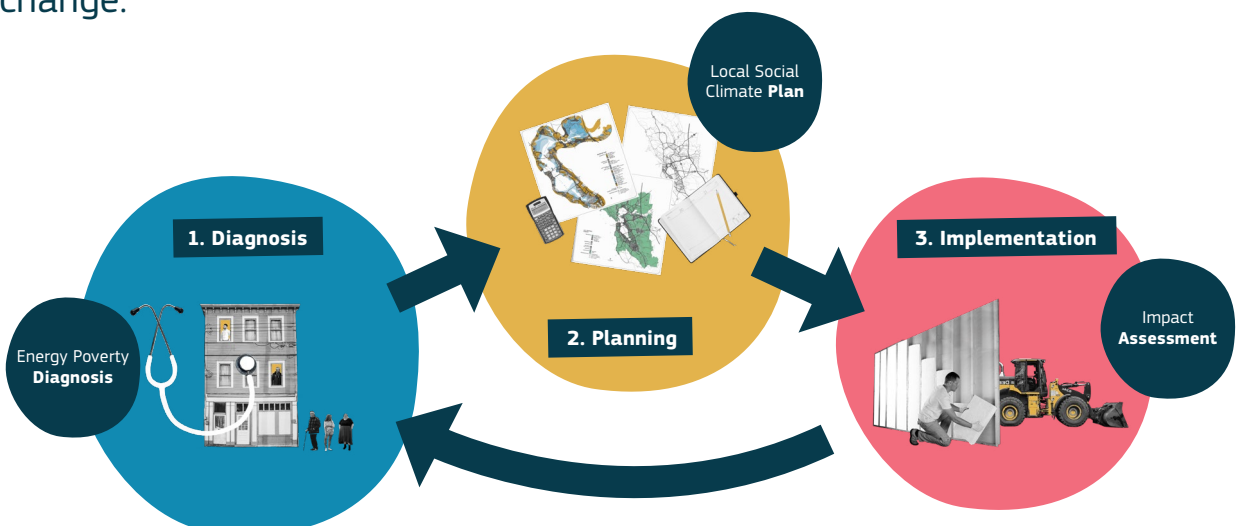 change.
Local Social
Climate Plan
1. Diagnosis
3. Implementation
2. Planning
Energy Poverty
Diagnosis
Impact
Assessment